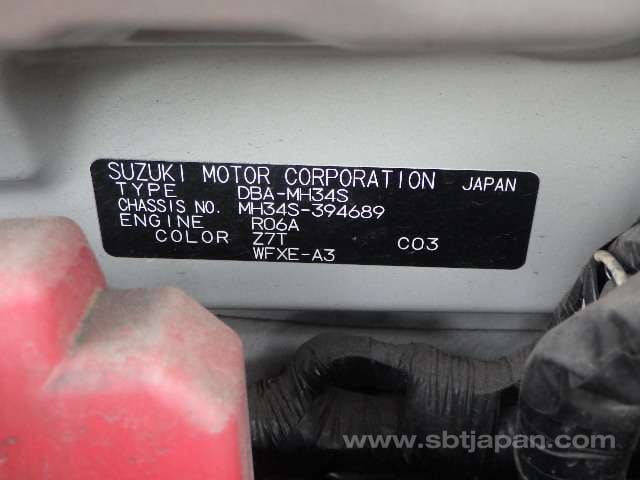 SUZUKI MOTOR CORPORATION JAPAN
TYPE DBA-MH34S
CHASSIS NO. MH34S-394689
ENGINE R06A
COLOR Z7T C03
WFXE-A3
www.sbtjapan.com